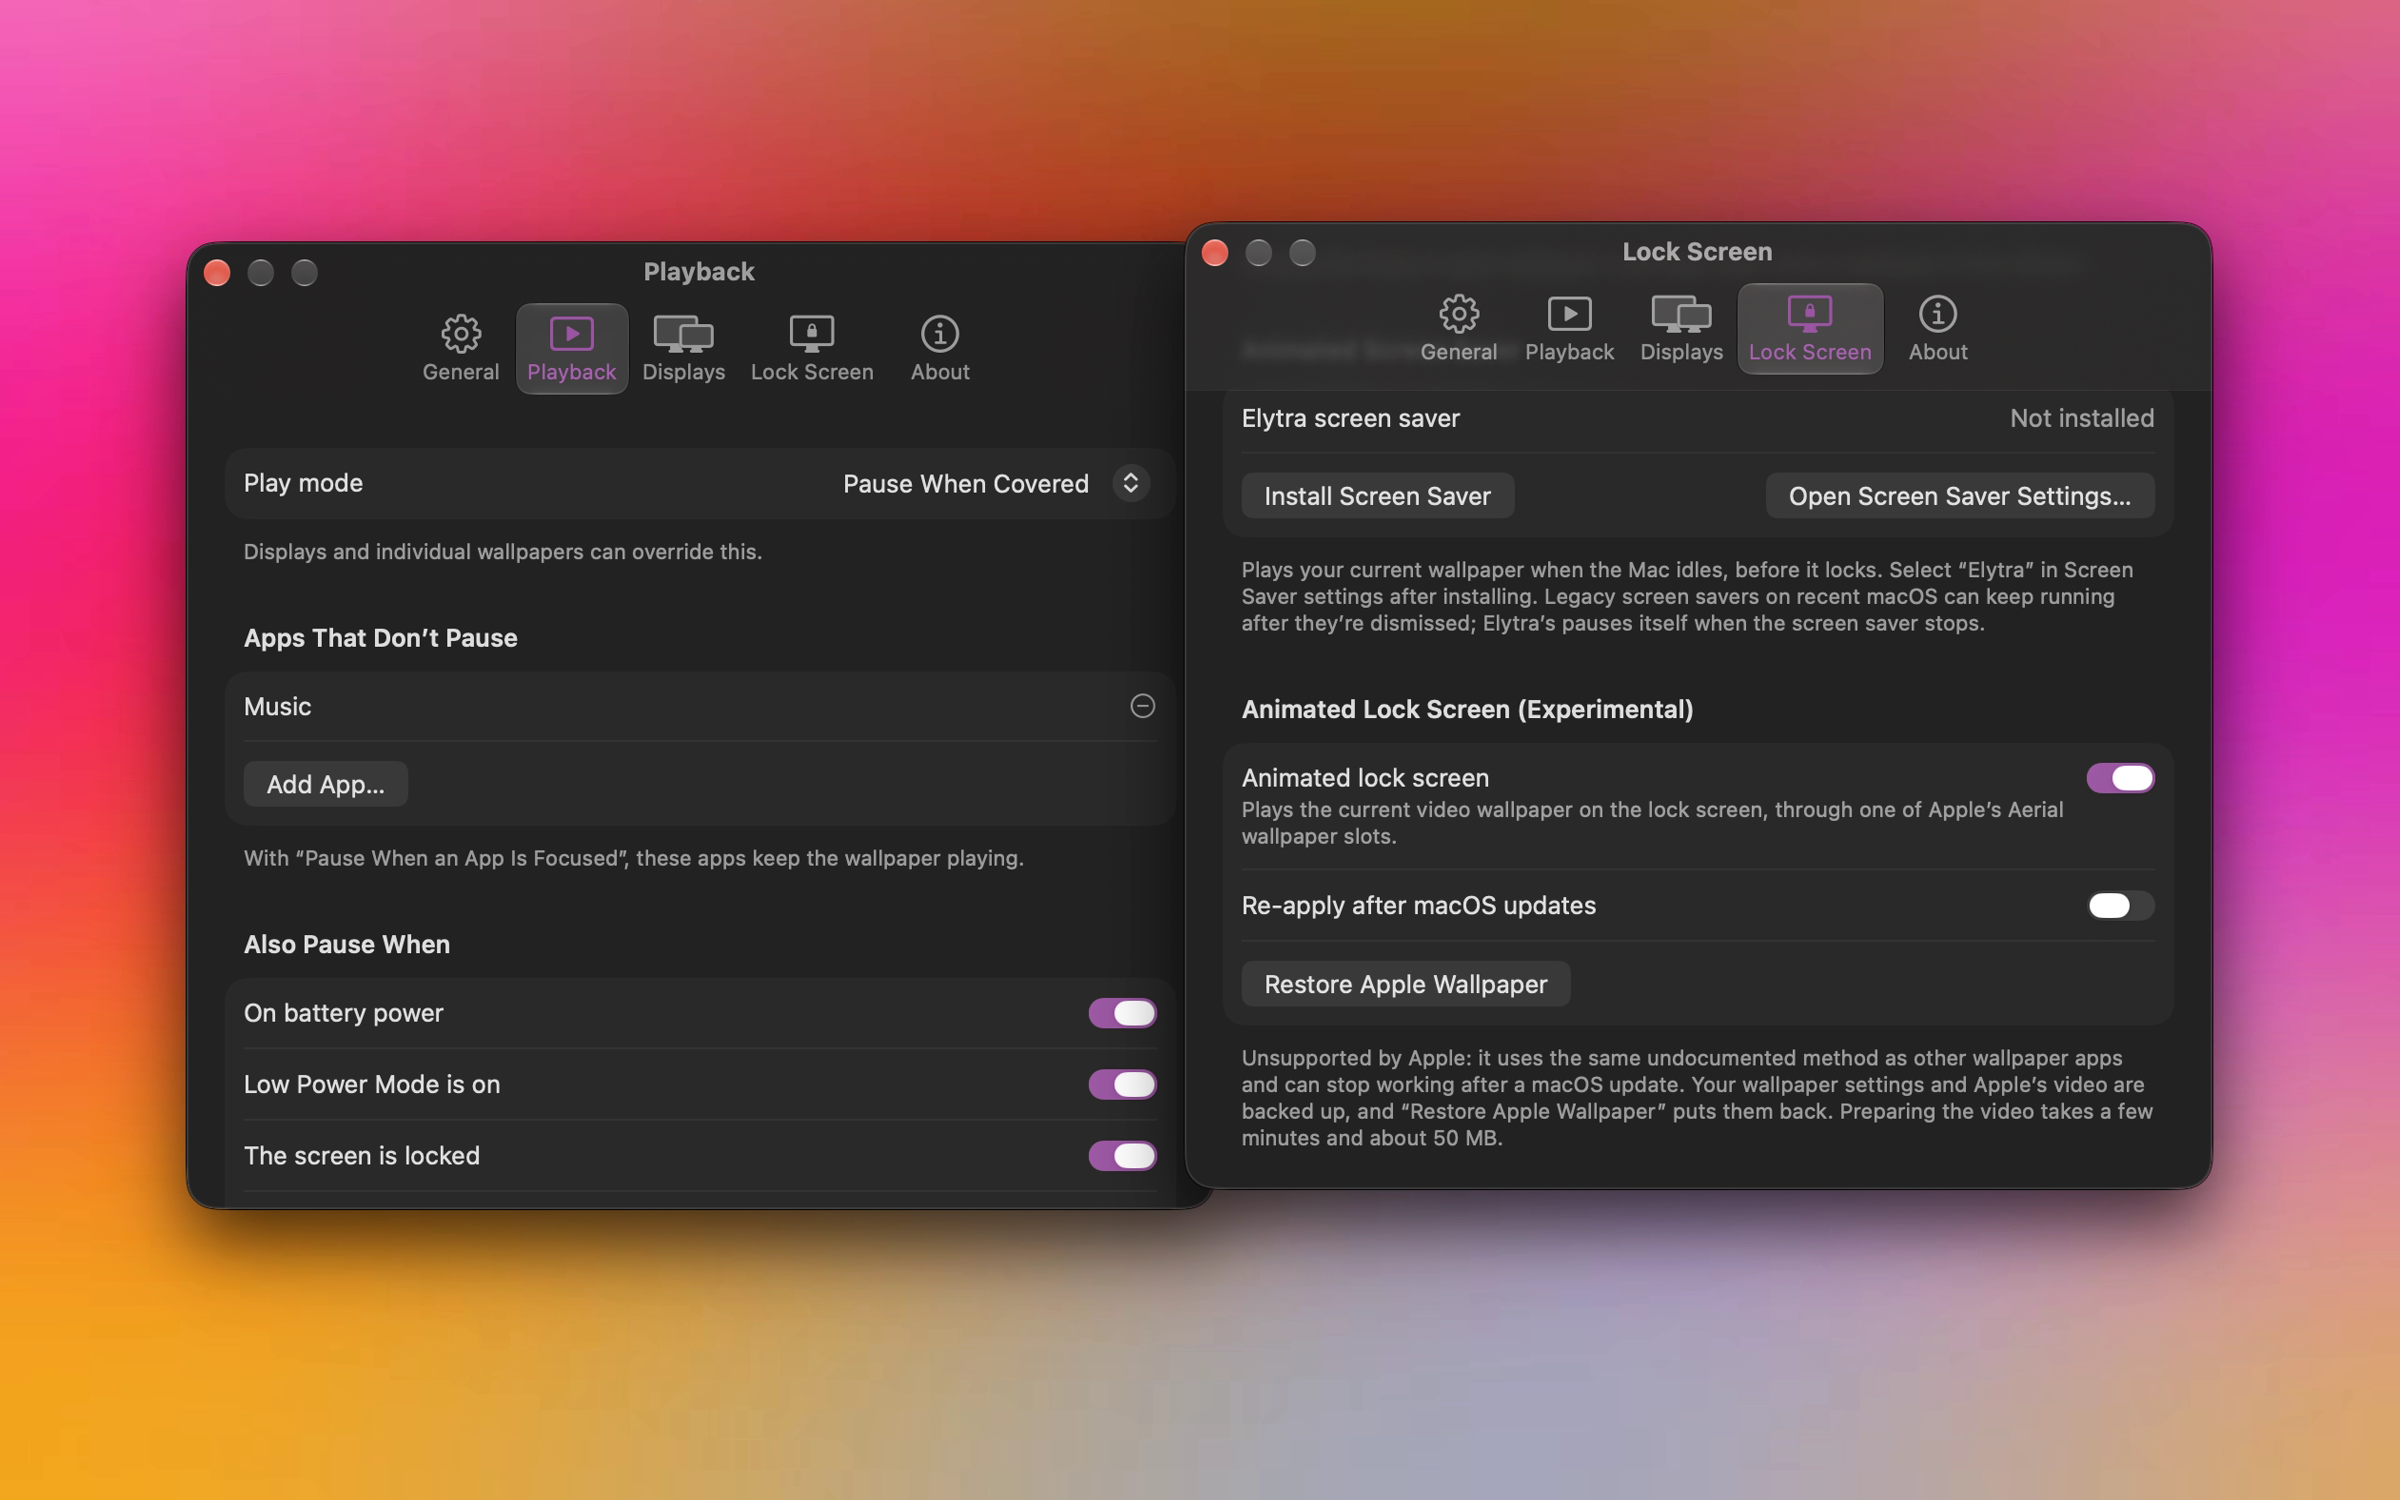 Playback
General
Playback
Displays
Lock Screen
About
Play mode
Pause When Covered
Displays and individual wallpapers can override this.
Apps That Don’t Pause
Music
Add App...
With “Pause When an App Is Focused”, these apps keep the wallpaper playing.
Also Pause When
On battery power
Low Power Mode is on
The screen is locked
Lock Screen
General
Playback
Displays
Lock Screen
About
Elytra screen saver
Not installed
Install Screen Saver
Open Screen Saver Settings...
Plays your current wallpaper when the Mac idles, before it locks. Select “Elytra” in Screen
Saver settings after installing. Legacy screen savers on recent macOS can keep running
after they’re dismissed; Elytra’s pauses itself when the screen saver stops.
Animated Lock Screen (Experimental)
Animated lock screen
Plays the current video wallpaper on the lock screen, through one of Apple’s Aerial
wallpaper slots.
Re-apply after macOS updates
Restore Apple Wallpaper
Unsupported by Apple: it uses the same undocumented method as other wallpaper apps
and can stop working after a macOS update. Your wallpaper settings and Apple’s video are
backed up, and “Restore Apple Wallpaper” puts them back. Preparing the video takes a few
minutes and about 50 MB.